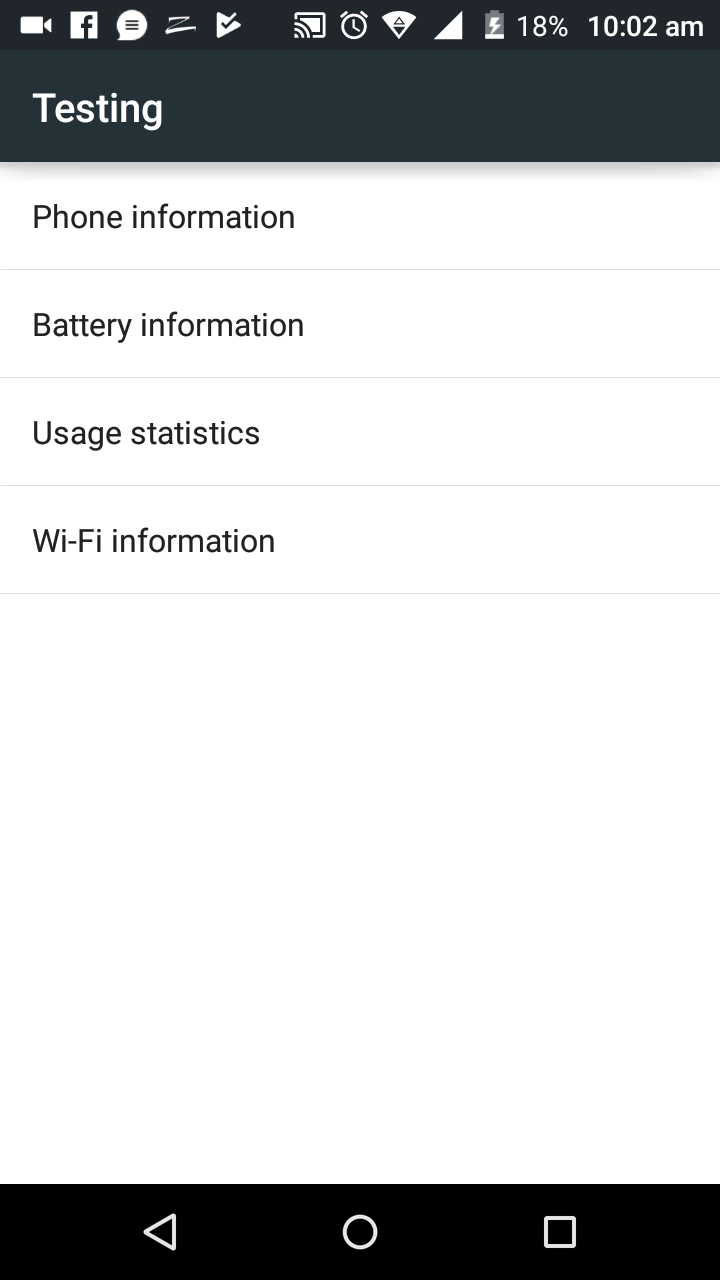 18% 10:02 am
Testing
Phone information
Battery information
Usage statistics
Wi-Fi information